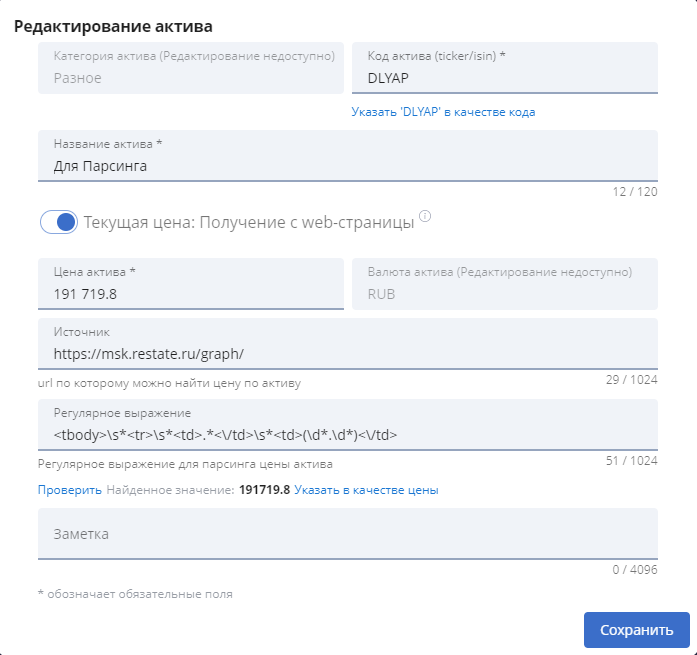 Редактирование актива
Категория актива (Редактирование недоступно)
Разное
Код актива (ticker/isin) *
DLYAP
Указать 'DLYAP' в качестве кода
Название актива *
Для Парсинга
12 / 120
Текущая цена: Получение с web-страницы
Цена актива *
191 719.8
Валюта актива (Редактирование недоступно)
RUB
Источник
https://msk.restate.ru/graph/
url по которому можно найти цену по активу
29 / 1024
Регулярное выражение
<tbody>\s*<tr>\s*<td>.*<\/td>\s*<td>(\d*.\d*)<\/td>
51 / 1024
Регулярное выражение для парсинга цены актива
Проверить Найденное значение: 191719.8 Указать в качестве цены
Заметка
0 / 4096
* обозначает обязательные поля
Сохранить